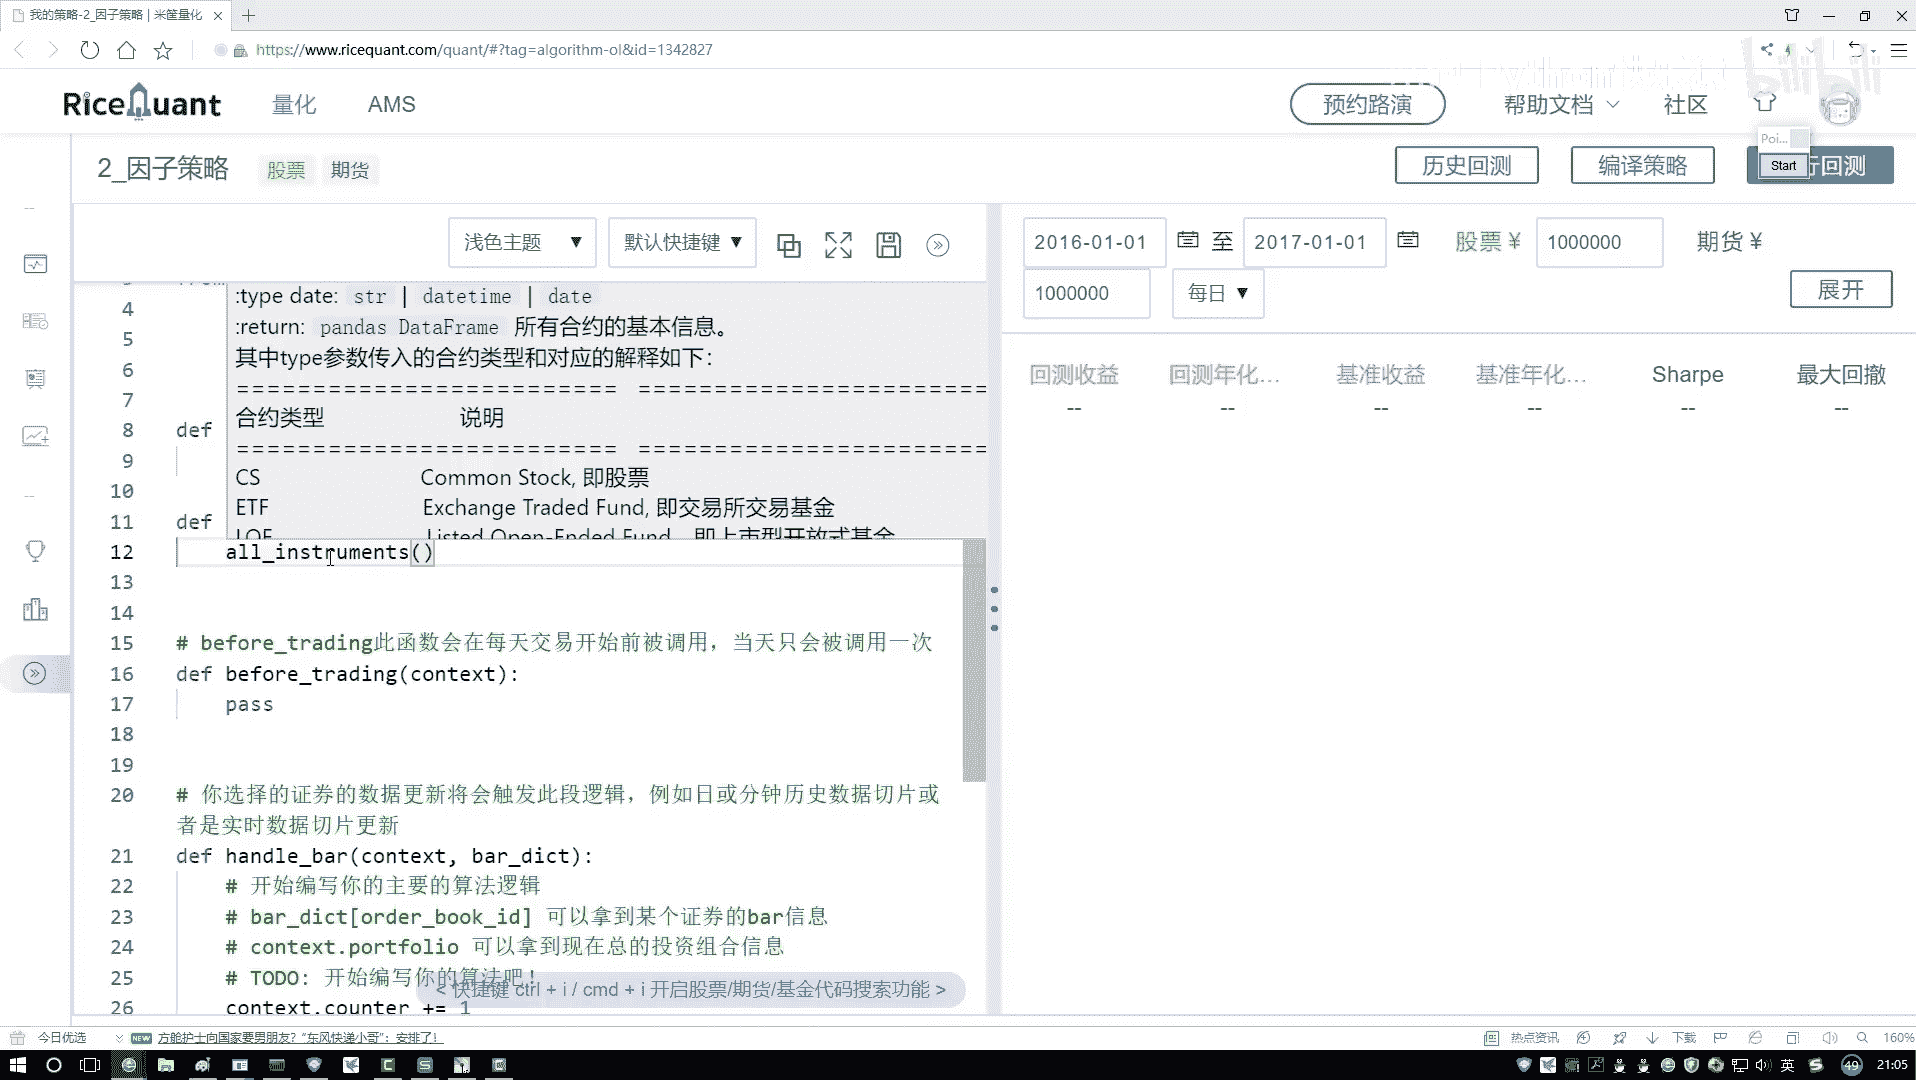 我的策略-2_因子策略 | 米筐量化
https://www.ricequant.com/quant/#?tag=algorithm-ol&id=1342827
RiceQuant 量化 AMS 预约路演 帮助文档 社区
Poi...
Start
2_因子策略 股票 期货 历史回测 编译策略 行回测
浅色主题 ▼ 默认快捷键 ▼
2016-01-01 至 2017-01-01 股票 ¥ 1000000 期货 ¥
1000000 每日 ▼ 展开
回测收益 回测年化... 基准收益 基准年化... Sharpe 最大回撤
-- -- -- -- -- --
:type date: str | datetime | date
:return: pandas DataFrame 所有合约的基本信息。
其中type参数传入的合约类型和对应的解释如下：
========================= =============================
合约类型 说明
========================= =============================
CS Common Stock, 即股票
ETF Exchange Traded Fund, 即交易所交易基金
LOF Listed Open-Ended Fund，即上市型开放式基金
4
5
6
7
8 def
9
10
11 def
12 all_instruments()
13
14
15 # before_trading此函数会在每天交易开始前被调用，当天只会被调用一次
16 def before_trading(context):
17 pass
18
19
20 # 你选择的证券的数据更新将会触发此段逻辑，例如日或分钟历史数据切片或
者是实时数据切片更新
21 def handle_bar(context, bar_dict):
22 # 开始编写你的主要的算法逻辑
23 # bar_dict[order_book_id] 可以拿到某个证券的bar信息
24 # context.portfolio 可以拿到现在总的投资组合信息
25 # TODO: 开始编写你的算法吧！
< 快捷键 ctrl + i / cmd + i 开启股票/期货/基金代码搜索功能 >
26 context.counter += 1
今日优选 NEW 方舱护士向国家要男朋友？“东风快递小哥”：安排了！ 热点资讯 下载 160%
英 49 21:05